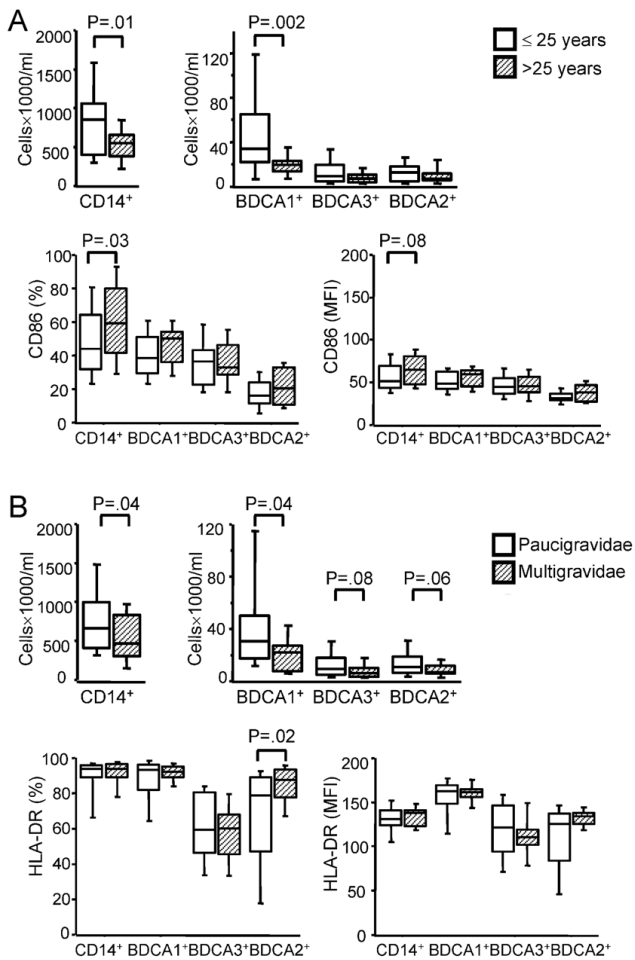 A
P=.01
Cells×1000/ml
2000
1500
1000
500
0
CD14+
P=.002
Cells×1000/ml
120
80
40
0
BDCA1+ BDCA3+ BDCA2+
≤ 25 years
>25 years
P=.03
CD86 (%)
100
80
60
40
20
0
CD14+ BDCA1+ BDCA3+ BDCA2+
P=.08
CD86 (MFI)
200
150
100
50
0
CD14+ BDCA1+ BDCA3+ BDCA2+
B
P=.04
Cells×1000/ml
2000
1500
1000
500
0
CD14+
P=.04
P=.08
P=.06
Cells×1000/ml
120
80
40
0
BDCA1+ BDCA3+ BDCA2+
Paucigravidae
Multigravidae
P=.02
HLA-DR (%)
100
80
60
40
20
0
CD14+ BDCA1+ BDCA3+ BDCA2+
HLA-DR (MFI)
200
150
100
50
0
CD14+ BDCA1+ BDCA3+ BDCA2+